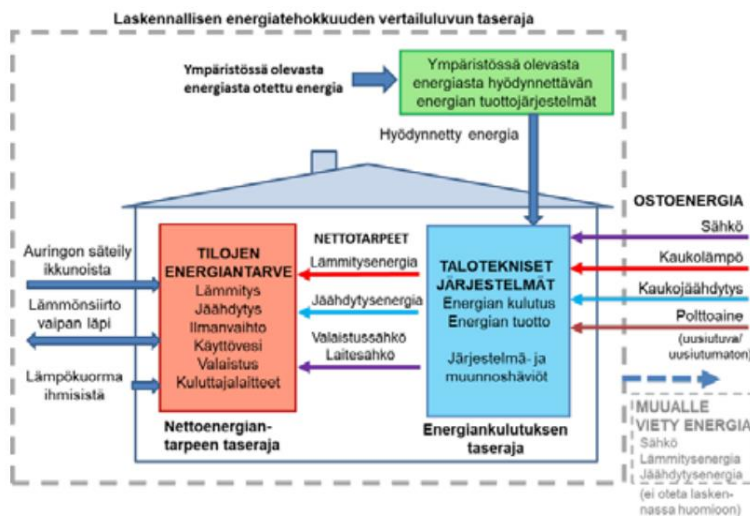 Laskennallisen energiatehokkuuden vertailuluvun taseraja
Ympäristössä olevasta
energiasta otettu energia
Ympäristössä olevasta
energiasta hyödynnettävän
energian tuottojärjestelmät
Hyödynnetty energia
Auringon säteily
ikkunoista
Lämmönsiirto
vaipan läpi
Lämpökuorma
ihmisistä
TILOJEN
ENERGIANTARVE
Lämmitys
Jäähdytys
Ilmanvaihto
Käyttövesi
Valaistus
Kuluttajalaitteet
Nettoenergian-
tarpeen taseraja
NETTOTARPEET
Lämmitysenergia
Jäähdytysenergia
Valaistussähkö
Laitesähkö
TALOTEKNISET
JÄRJESTELMÄT
Energian kulutus
Energian tuotto
Järjestelmä- ja
muunnoshäviöt
Energiankulutuksen
taseraja
OSTOENERGIA
Sähkö
Kaukolämpö
Kaukojäähdytys
Polttoaine
(uusiutuva/
uusiutumaton)
MUUALLE
VIETY ENERGIA
Sähkö
Lämmitysenergia
Jäähdytysenergia
(ei oteta lasken-
nassa huomioon)